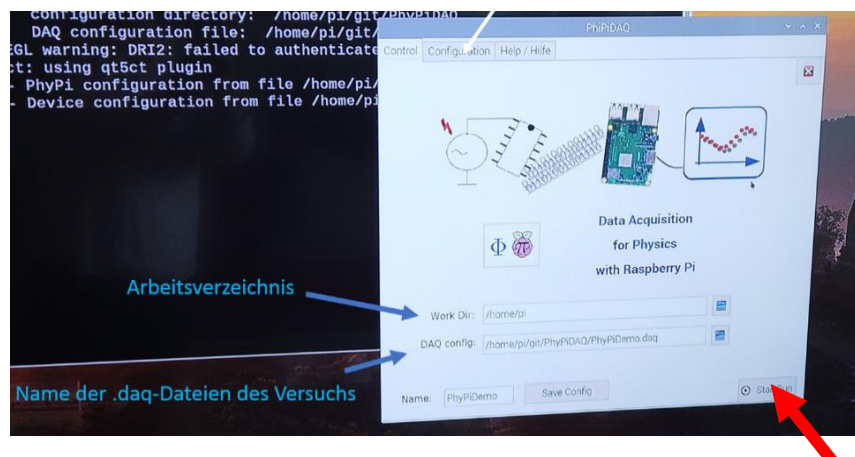 configuration directory: /home/pi/git/PhyPiDAQ
DAQ configuration file: /home/pi/git/
EGL warning: DRI2: failed to authenticate
ct: using qt5ct plugin
- PhyPi configuration from file /home/pi/
- Device configuration from file /home/pi
PhiPiDAQ
Control Configuration Help / Hilfe
Φ π
Data Acquisition
for Physics
with Raspberry Pi
Arbeitsverzeichnis
Work Dir: /home/pi
DAQ config: /home/pi/git/PhyPiDAQ/PhyPiDemo.daq
Name der .daq-Dateien des Versuchs
Name: PhyPiDemo Save Config Start Run